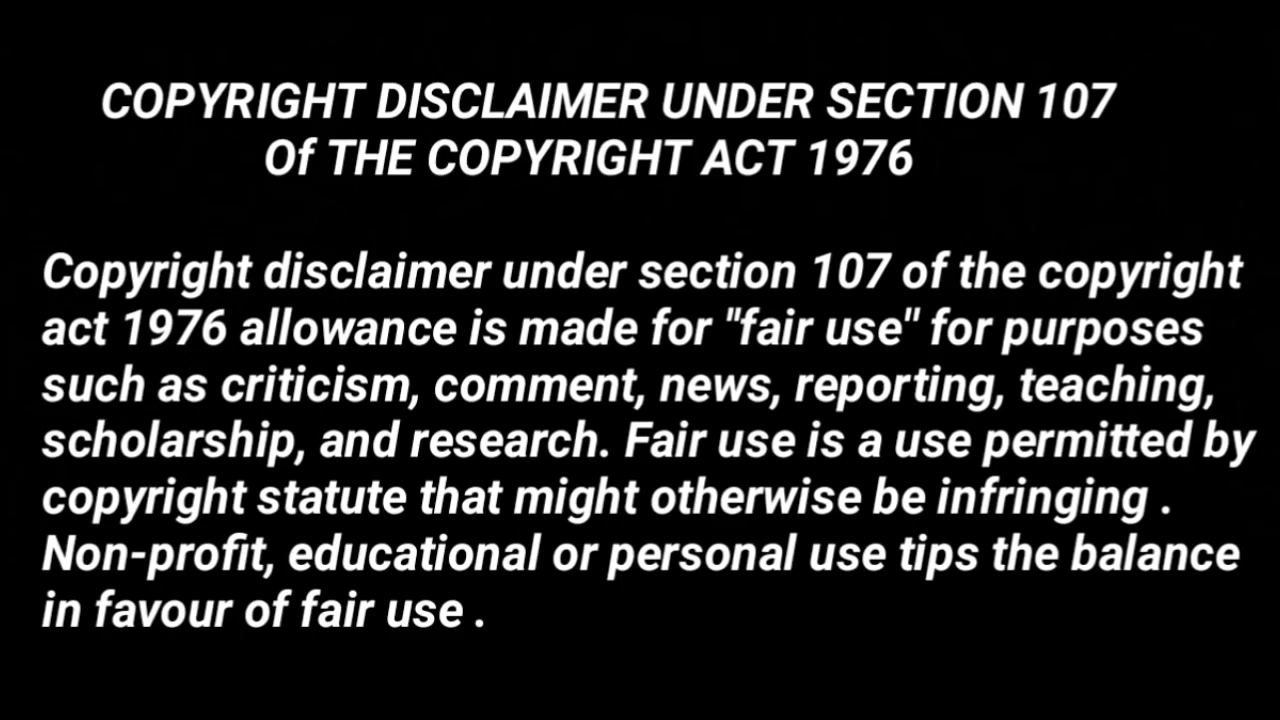 COPYRIGHT DISCLAIMER UNDER SECTION 107
Of THE COPYRIGHT ACT 1976
Copyright disclaimer under section 107 of the copyright
act 1976 allowance is made for "fair use" for purposes
such as criticism, comment, news, reporting, teaching,
scholarship, and research. Fair use is a use permitted by
copyright statute that might otherwise be infringing .
Non-profit, educational or personal use tips the balance
in favour of fair use .